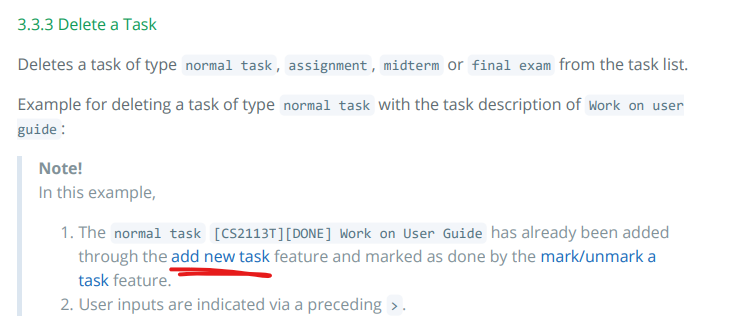 3.3.3 Delete a Task
Deletes a task of type normal task, assignment, midterm or final exam from the task list.
Example for deleting a task of type normal task with the task description of Work on user
guide:
Note!
In this example,
1. The normal task [CS2113T][DONE] Work on User Guide has already been added
through the add new task feature and marked as done by the mark/unmark a
task feature.
2. User inputs are indicated via a preceding >.